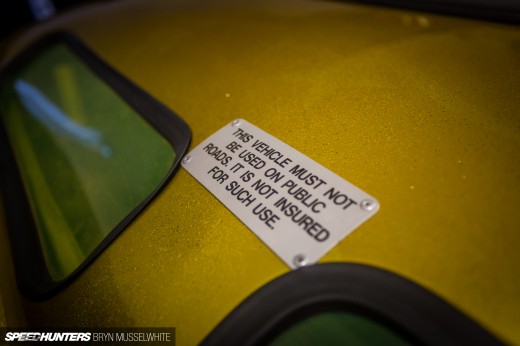 THIS VEHICLE MUST NOT
BE USED ON PUBLIC
ROADS. IT IS NOT INSURED
FOR SUCH USE.
SPEEDHUNTERS BRYN MUSSELWHITE